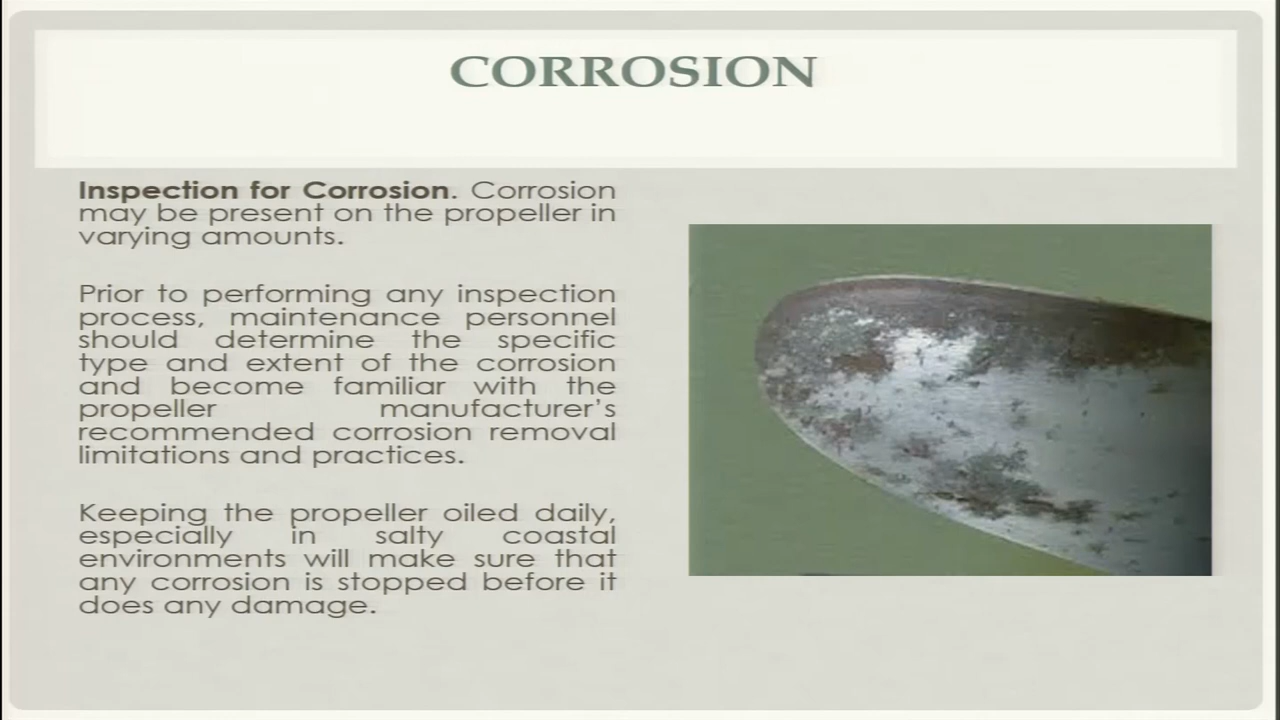 CORROSION
Inspection for Corrosion. Corrosion
may be present on the propeller in
varying amounts.
Prior to performing any inspection
process, maintenance personnel
should determine the specific
type and extent of the corrosion
and become familiar with the
propeller manufacturer's
recommended corrosion removal
limitations and practices.
Keeping the propeller oiled daily,
especially in salty coastal
environments will make sure that
any corrosion is stopped before it
does any damage.